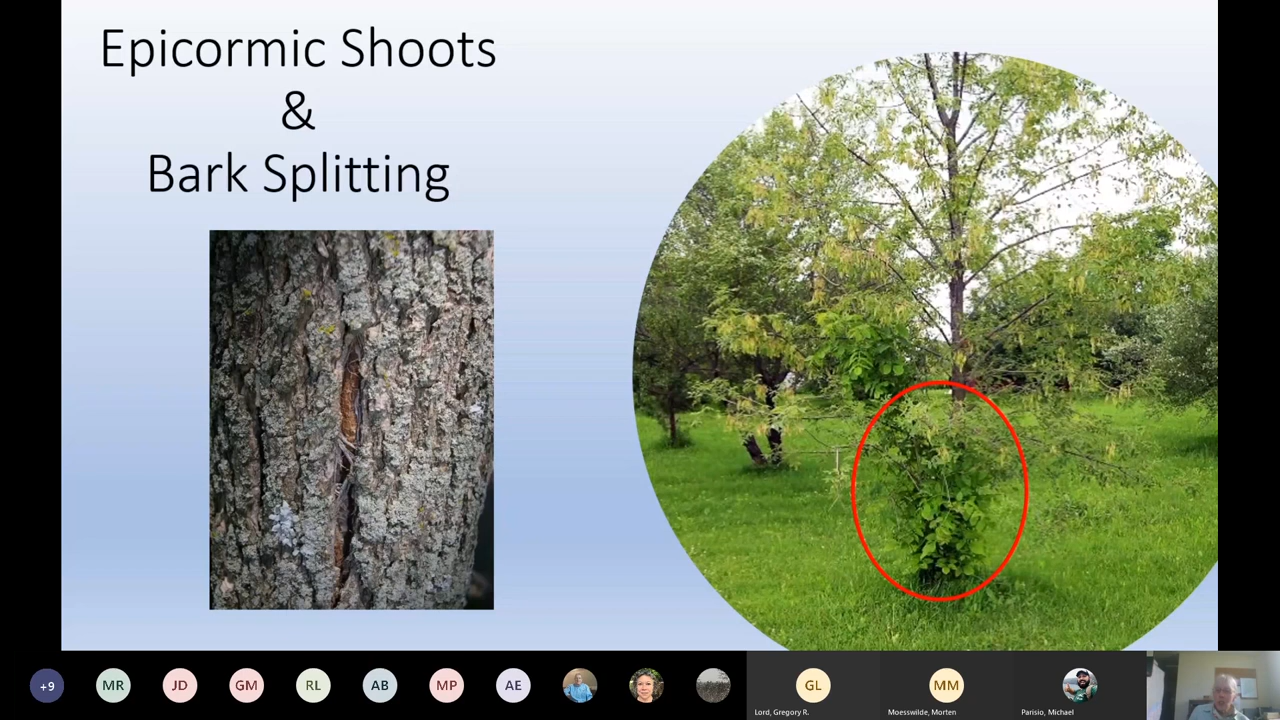 Epicormic Shoots
&
Bark Splitting
+9
MR
JD
GM
RL
AB
MP
AE
GL
MM
Lord, Gregory R.
Moesswilde, Morten
Parisio, Michael